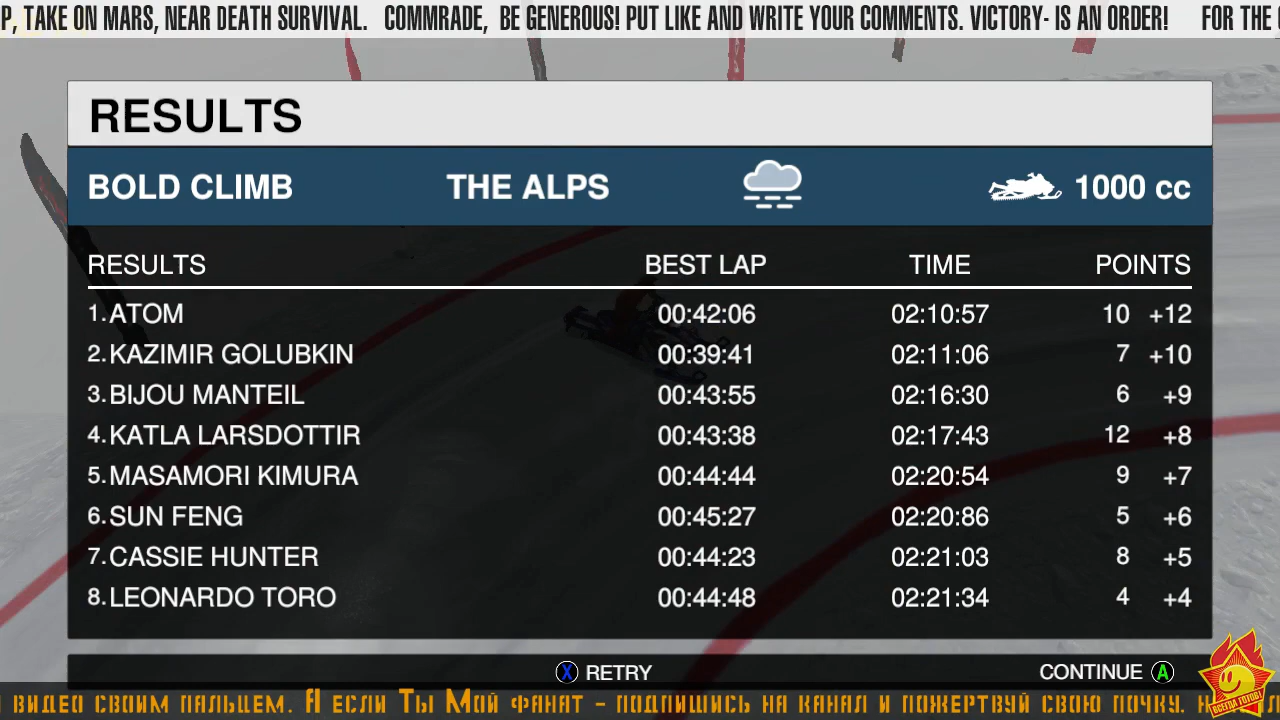 P, TAKE ON MARS, NEAR DEATH SURVIVAL. COMMRADE, BE GENEROUS! PUT LIKE AND WRITE YOUR COMMENTS. VICTORY- IS AN ORDER! FOR THE
RESULTS
BOLD CLIMB THE ALPS 1000 cc
RESULTS BEST LAP TIME POINTS
1. ATOM 00:42:06 02:10:57 10 +12
2. KAZIMIR GOLUBKIN 00:39:41 02:11:06 7 +10
3. BIJOU MANTEIL 00:43:55 02:16:30 6 +9
4. KATLA LARSDOTTIR 00:43:38 02:17:43 12 +8
5. MASAMORI KIMURA 00:44:44 02:20:54 9 +7
6. SUN FENG 00:45:27 02:20:86 5 +6
7. CASSIE HUNTER 00:44:23 02:21:03 8 +5
8. LEONARDO TORO 00:44:48 02:21:34 4 +4
X RETRY CONTINUE A
ВИДЕО СВОИМ ПАЛЬЦЕМ. А ЕСЛИ ТЫ МОЙ ФАНАТ - ПОДПИШИСЬ НА КАНАЛ И ПОЖЕРТВУЙ СВОЮ ПОЧКУ.
ВСЕГДА ГОТОВ!